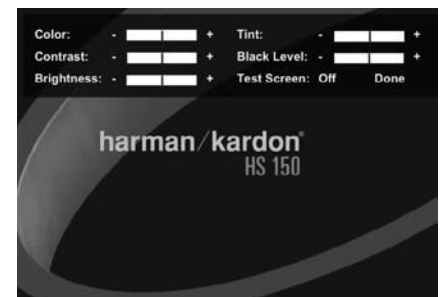 Color: - + Tint: - +
Contrast: - + Black Level: - +
Brightness: - + Test Screen: Off Done
harman/kardon®
HS 150